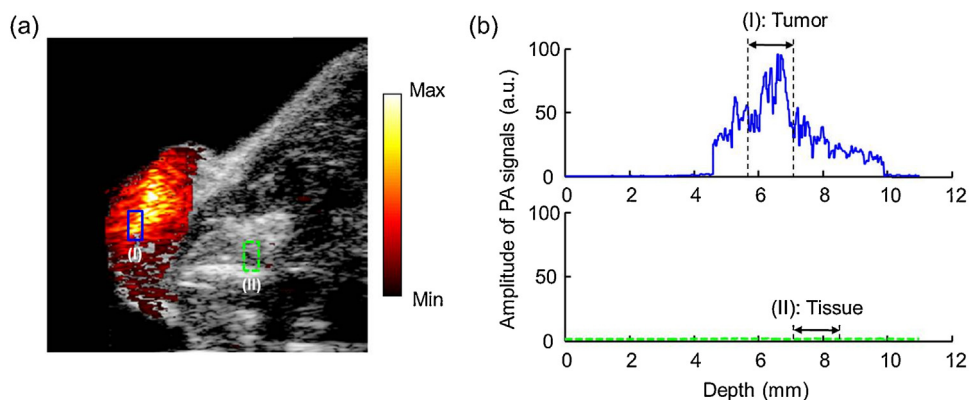 (a)
Max
Min
(I)
(II)
(b)
(I): Tumor
100
50
0
0 2 4 6 8 10 12
Amplitude of PA signals (a.u.)
100
50
0
(II): Tissue
0 2 4 6 8 10 12
Depth (mm)